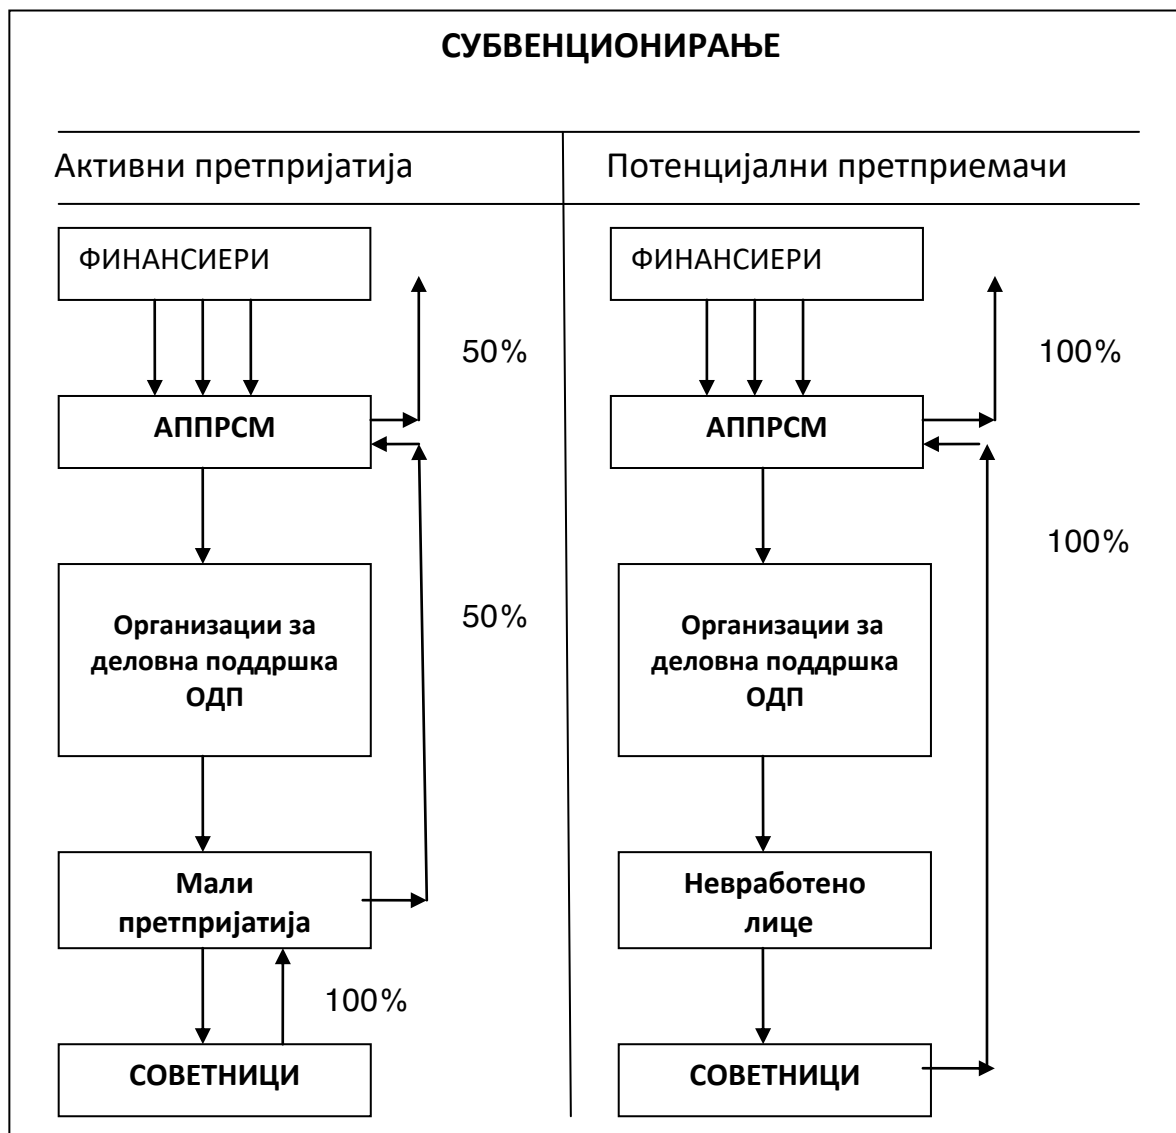 СУБВЕНЦИОНИРАЊЕ
Активни претпријатија
ФИНАНСИЕРИ
50%
АППРСМ
50%
Организации за
деловна поддршка
ОДП
Мали
претпријатија
100%
СОВЕТНИЦИ
Потенцијални претприемачи
ФИНАНСИЕРИ
100%
АППРСМ
100%
Организации за
деловна поддршка
ОДП
Невработено
лице
СОВЕТНИЦИ